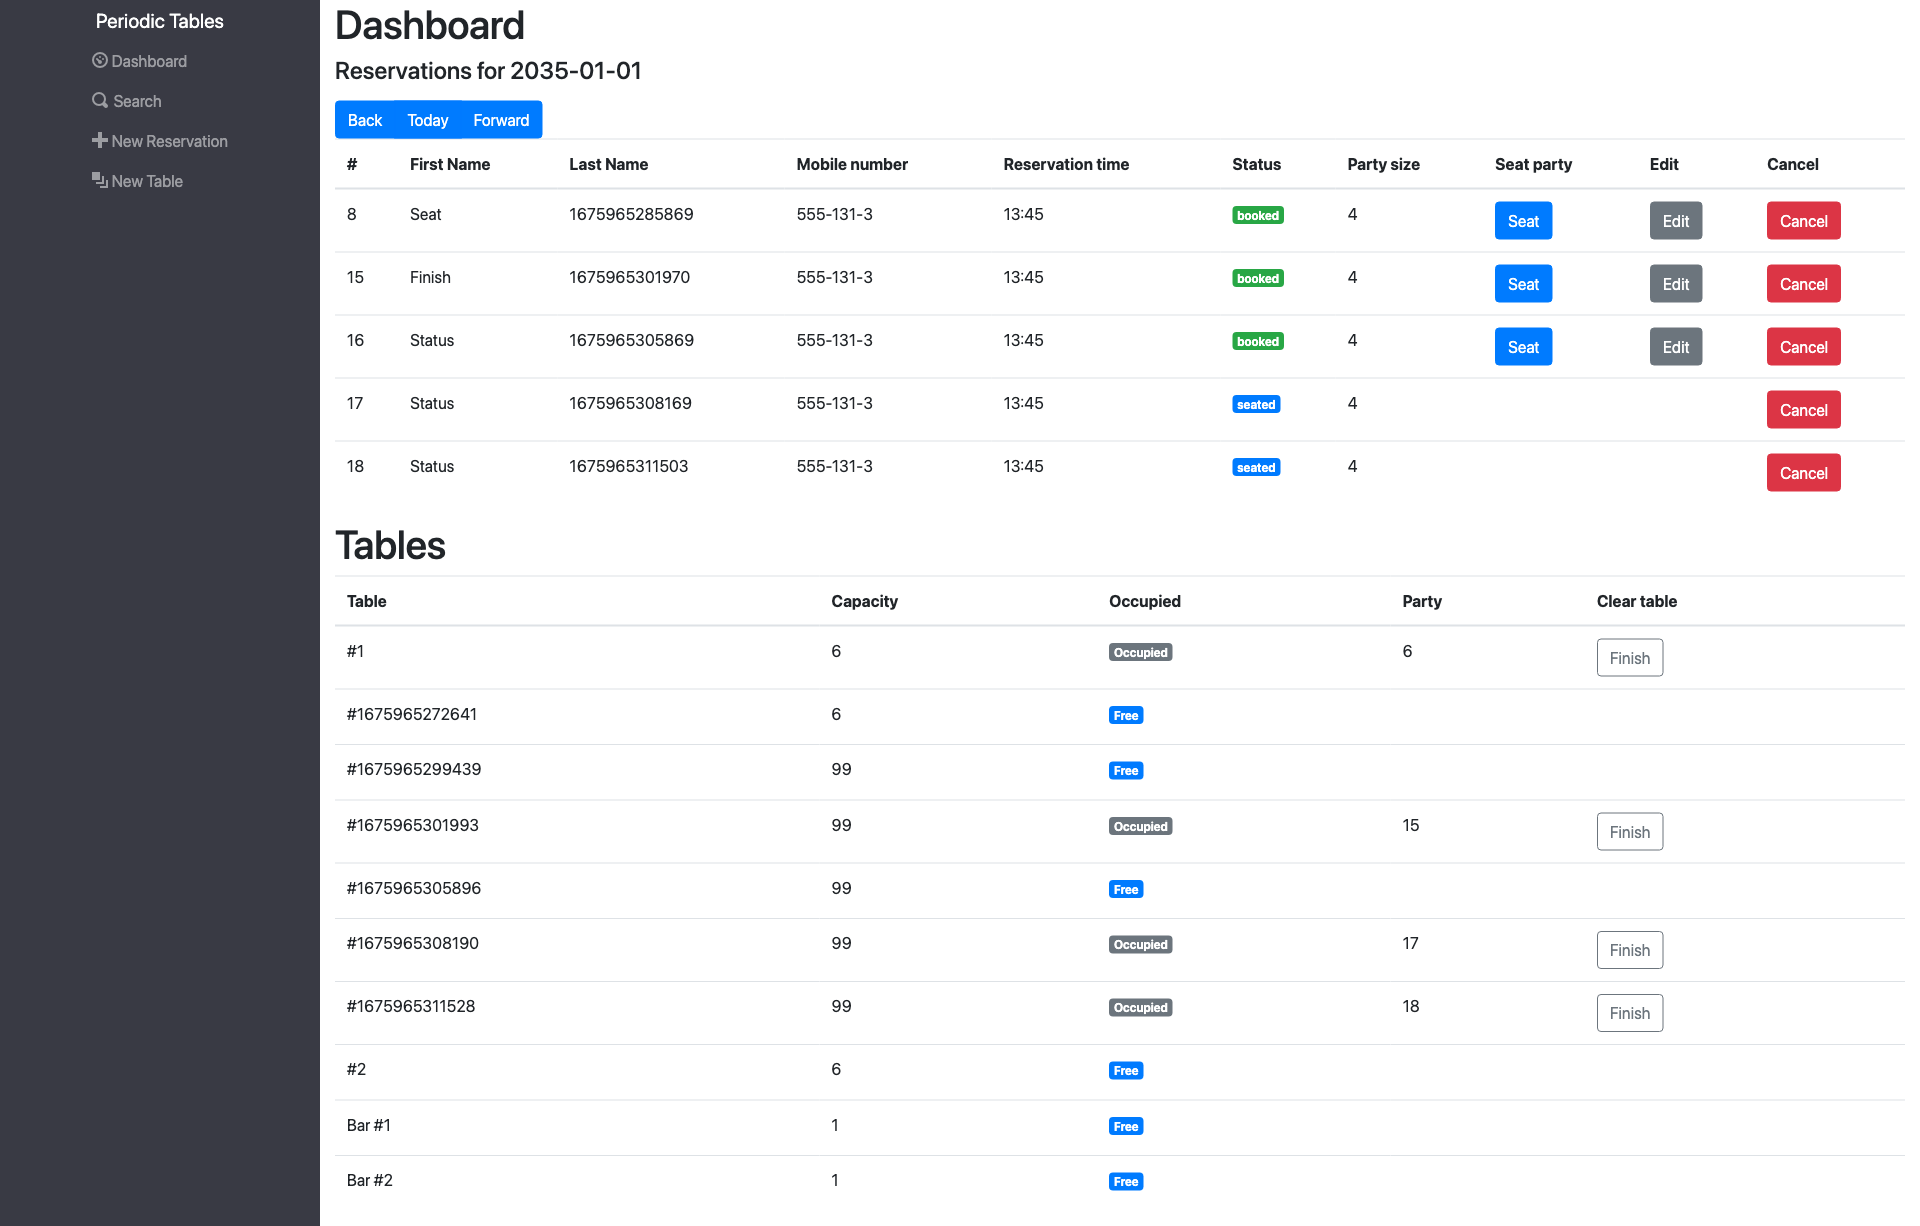 Periodic Tables
Dashboard
Search
New Reservation
New Table
Dashboard
Reservations for 2035-01-01
Back Today Forward
# First Name Last Name Mobile number Reservation time Status Party size Seat party Edit Cancel
8 Seat 1675965285869 555-131-3 13:45 booked 4 Seat Edit Cancel
15 Finish 1675965301970 555-131-3 13:45 booked 4 Seat Edit Cancel
16 Status 1675965305869 555-131-3 13:45 booked 4 Seat Edit Cancel
17 Status 1675965308169 555-131-3 13:45 seated 4 Cancel
18 Status 1675965311503 555-131-3 13:45 seated 4 Cancel
Tables
Table Capacity Occupied Party Clear table
#1 6 Occupied 6 Finish
#1675965272641 6 Free
#1675965299439 99 Free
#1675965301993 99 Occupied 15 Finish
#1675965305896 99 Free
#1675965308190 99 Occupied 17 Finish
#1675965311528 99 Occupied 18 Finish
#2 6 Free
Bar #1 1 Free
Bar #2 1 Free